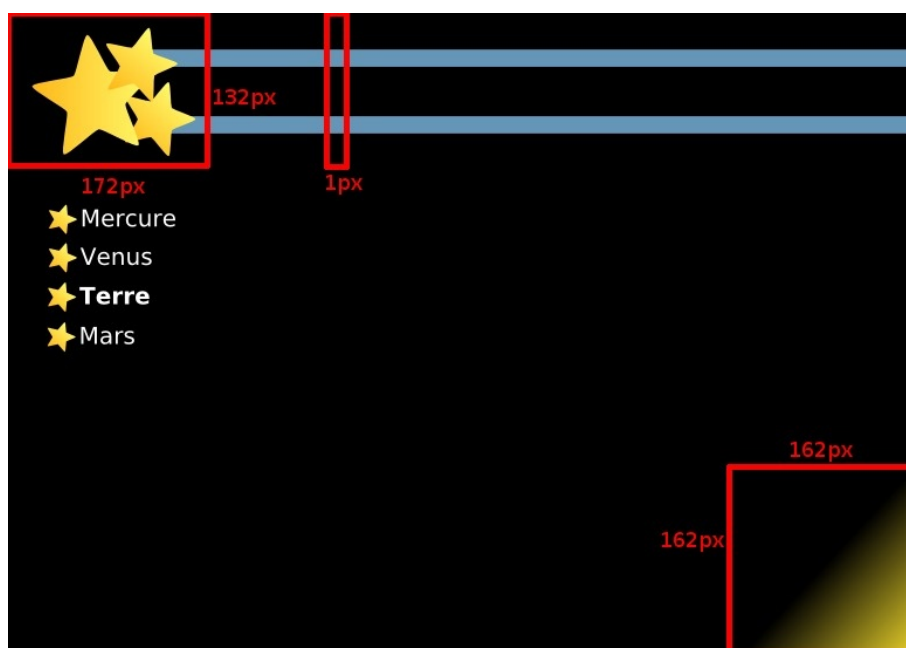 132px
172px
1px
Mercure
Venus
Terre
Mars
162px
162px